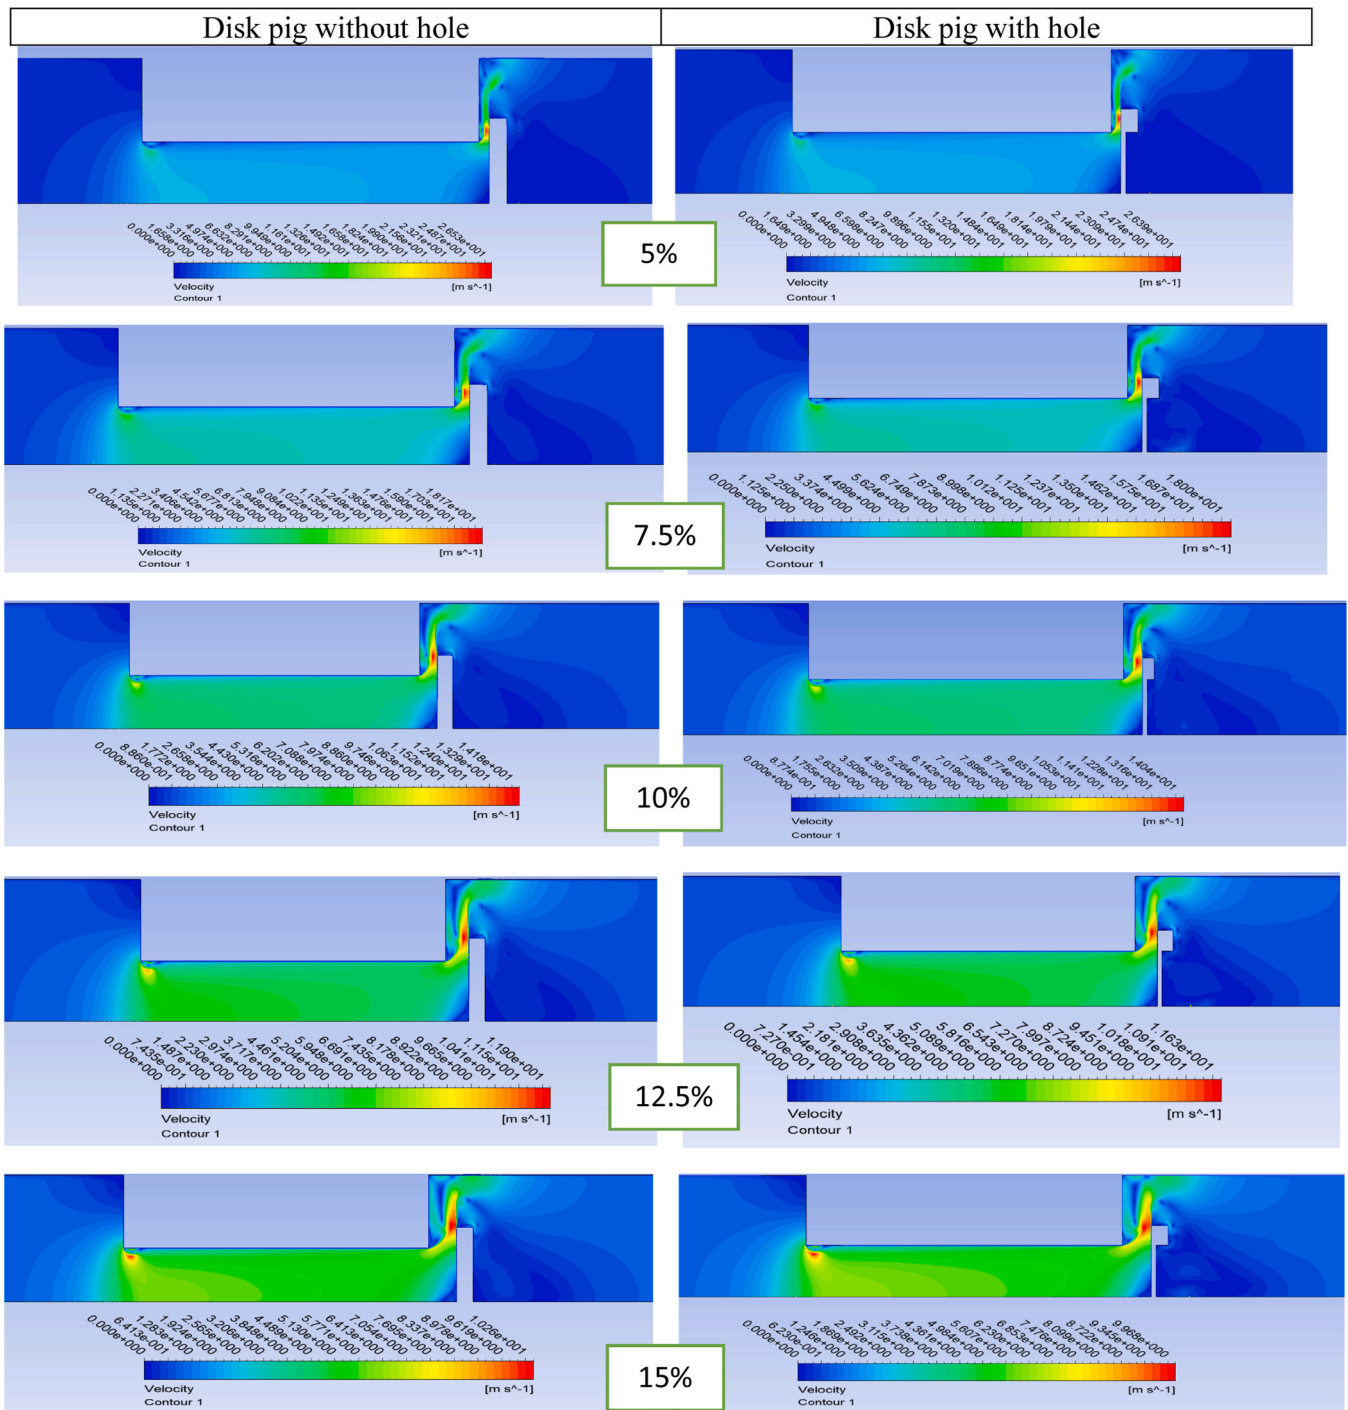 Disk pig without hole
Disk pig with hole
0.000e+000 1.658e+000 3.316e+000 4.974e+000 6.632e+000 8.291e+000 9.949e+000 1.161e+001 1.326e+001 1.492e+001 1.658e+001 1.824e+001 1.990e+001 2.156e+001 2.321e+001 2.487e+001 2.653e+001
Velocity [m s^-1]
Contour 1
5%
0.000e+000 1.649e+000 3.299e+000 4.948e+000 6.598e+000 8.247e+000 9.896e+000 1.155e+001 1.320e+001 1.484e+001 1.649e+001 1.814e+001 1.979e+001 2.144e+001 2.309e+001 2.474e+001 2.639e+001
Velocity [m s^-1]
Contour 1
0.000e+000 1.135e+000 2.271e+000 3.406e+000 4.542e+000 5.677e+000 6.813e+000 7.948e+000 9.084e+000 1.022e+001 1.135e+001 1.249e+001 1.363e+001 1.476e+001 1.590e+001 1.703e+001 1.817e+001
Velocity [m s^-1]
Contour 1
7.5%
0.000e+000 1.125e+000 2.250e+000 3.374e+000 4.499e+000 5.624e+000 6.749e+000 7.873e+000 8.998e+000 1.012e+001 1.125e+001 1.237e+001 1.350e+001 1.462e+001 1.575e+001 1.687e+001 1.800e+001
Velocity [m s^-1]
Contour 1
0.000e+000 8.860e-001 1.772e+000 2.658e+000 3.544e+000 4.430e+000 5.316e+000 6.202e+000 7.088e+000 7.974e+000 8.860e+000 9.746e+000 1.063e+001 1.152e+001 1.240e+001 1.329e+001 1.418e+001
Velocity [m s^-1]
Contour 1
10%
0.000e+000 8.774e-001 1.755e+000 2.632e+000 3.509e+000 4.387e+000 5.264e+000 6.142e+000 7.019e+000 7.896e+000 8.774e+000 9.651e+000 1.053e+001 1.141e+001 1.228e+001 1.316e+001 1.404e+001
Velocity [m s^-1]
Contour 1
0.000e+000 7.435e-001 1.487e+000 2.230e+000 2.974e+000 3.717e+000 4.461e+000 5.204e+000 5.948e+000 6.691e+000 7.435e+000 8.178e+000 8.922e+000 9.665e+000 1.041e+001 1.115e+001 1.190e+001
Velocity [m s^-1]
Contour 1
12.5%
0.000e+000 7.270e-001 1.454e+000 2.181e+000 2.908e+000 3.635e+000 4.362e+000 5.089e+000 5.816e+000 6.543e+000 7.270e+000 7.997e+000 8.724e+000 9.451e+000 1.018e+001 1.091e+001 1.163e+001
Velocity [m s^-1]
Contour 1
0.000e+000 6.413e-001 1.283e+000 1.924e+000 2.565e+000 3.206e+000 3.848e+000 4.489e+000 5.130e+000 5.771e+000 6.413e+000 7.054e+000 7.695e+000 8.337e+000 8.978e+000 9.619e+000 1.026e+001
Velocity [m s^-1]
Contour 1
15%
0.000e+000 6.230e-001 1.246e+000 1.869e+000 2.492e+000 3.115e+000 3.738e+000 4.361e+000 4.984e+000 5.607e+000 6.230e+000 6.853e+000 7.476e+000 8.099e+000 8.722e+000 9.345e+000 9.968e+000
Velocity [m s^-1]
Contour 1